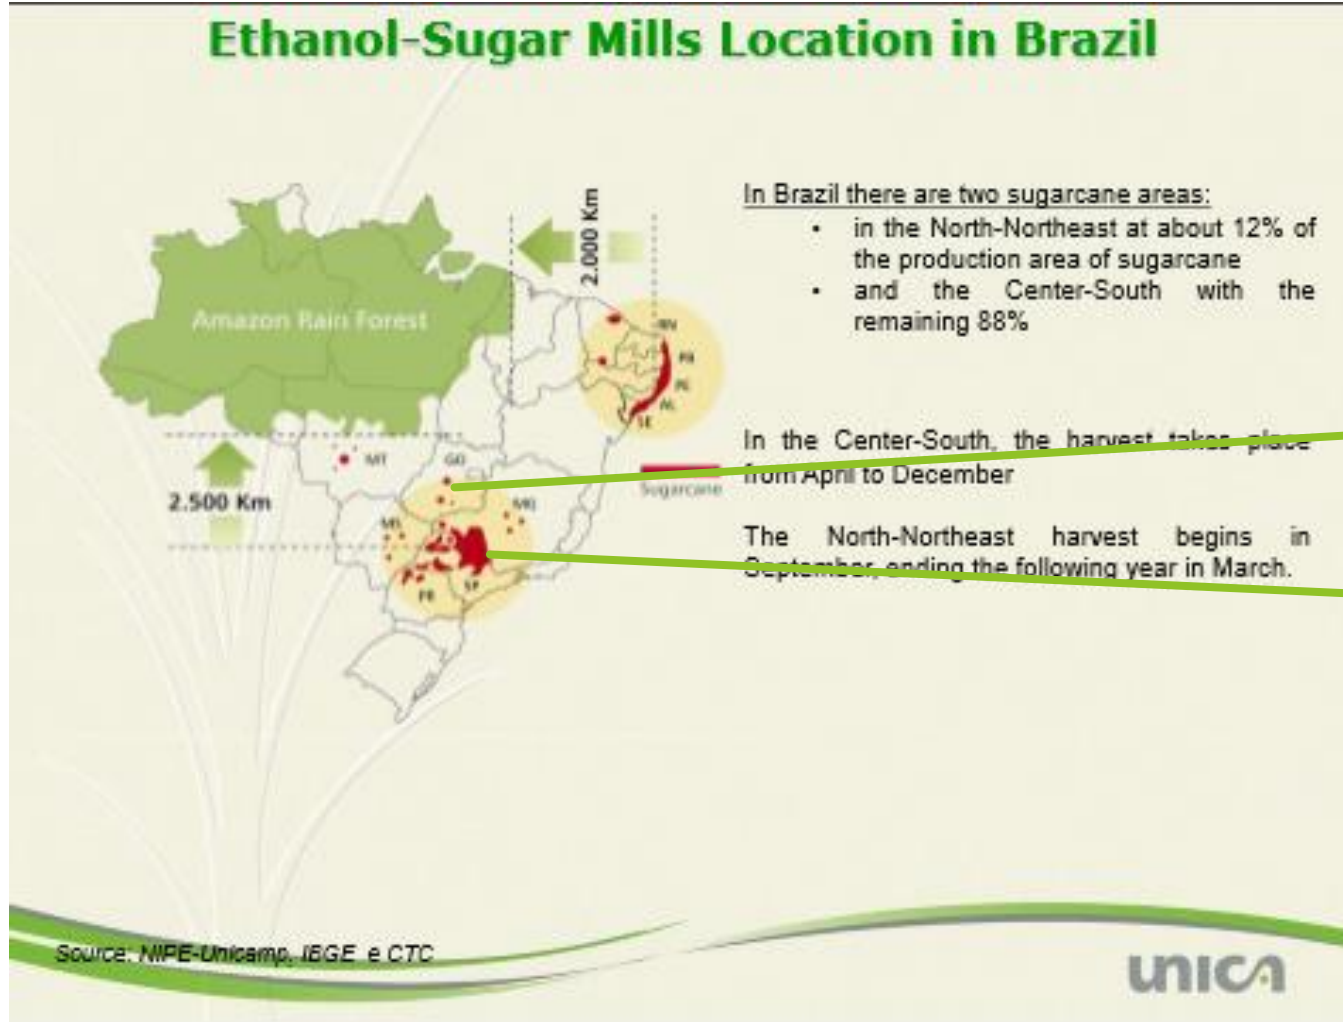 Ethanol-Sugar Mills Location in Brazil
In Brazil there are two sugarcane areas:
• in the North-Northeast at about 12% of
the production area of sugarcane
• and the Center-South with the
remaining 88%
In the Center-South, the harvest takes place
from April to December
The North-Northeast harvest begins in
September, ending the following year in March.
2.000 Km
Amazon Rain Forest
RN
PB
PE
AL
SE
MT
GO
2.500 Km
MS
MG
SP
PR
Sugarcane
Source: NIPE-Unicamp, IBGE e CTC
unica